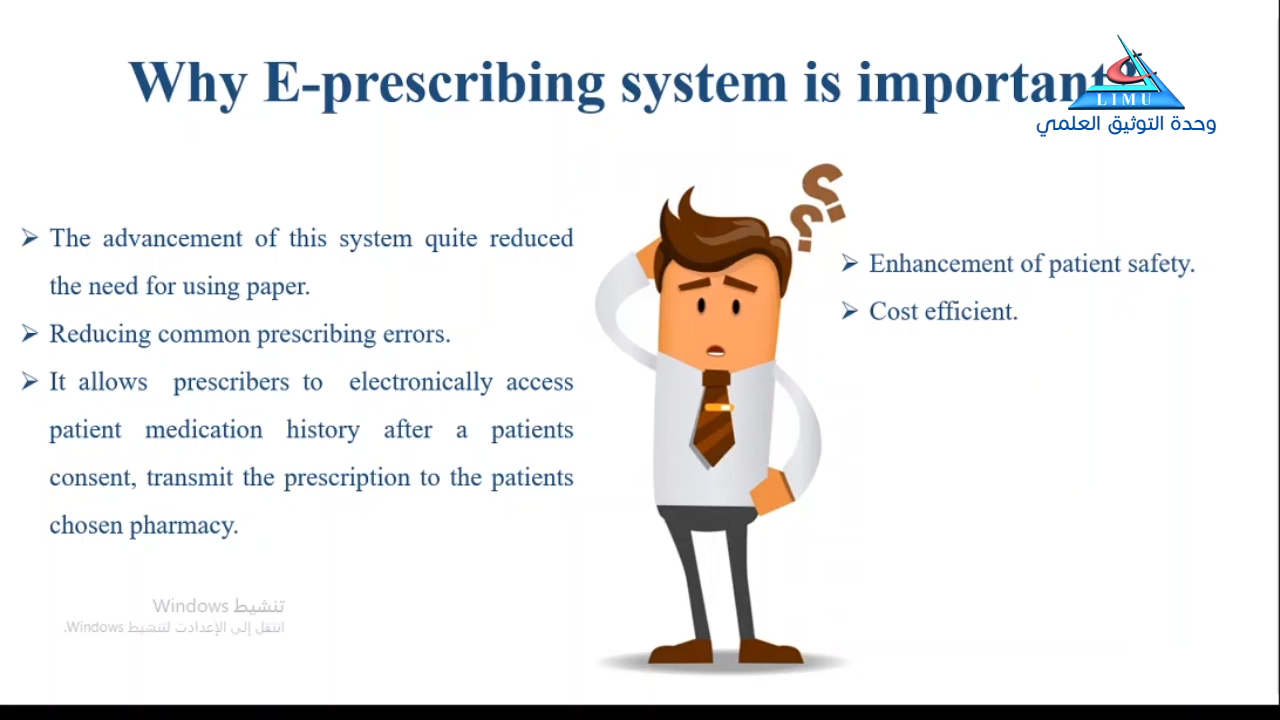 Why E-prescribing system is important
LIMU
وحدة التوثيق العلمي
➢ The advancement of this system quite reduced
the need for using paper.
➢ Reducing common prescribing errors.
➢ It allows prescribers to electronically access
patient medication history after a patients
consent, transmit the prescription to the patients
chosen pharmacy.
??
➢ Enhancement of patient safety.
➢ Cost efficient.
تنشيط Windows
انتقل إلى الإعدادت لتنشيط Windows.